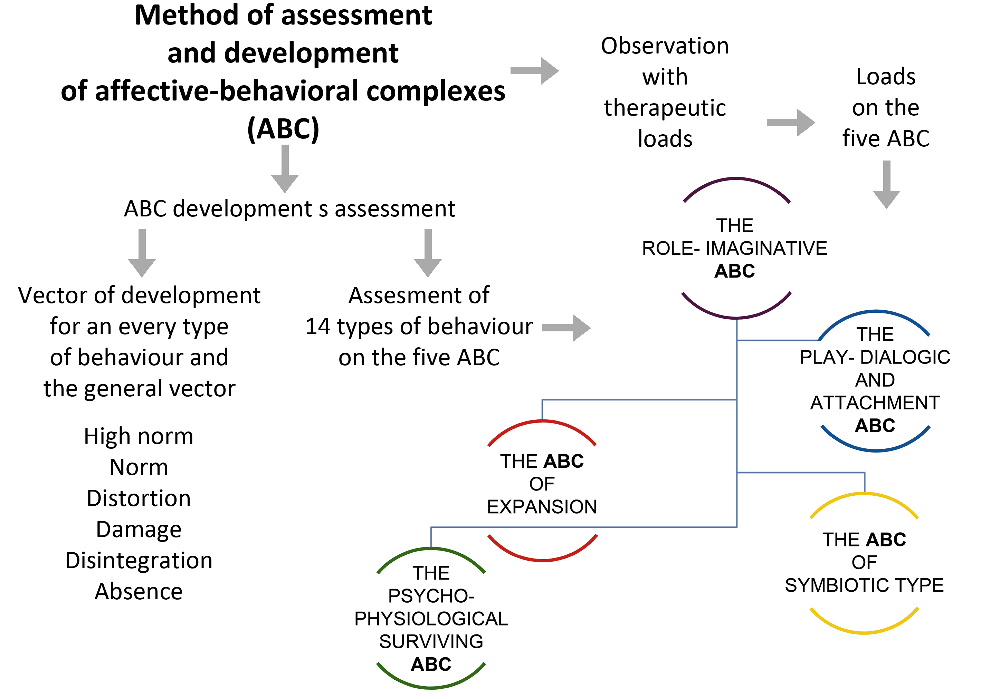 Method of assessment
and development
of affective-behavioral complexes
(ABC)
Observation
with
therapeutic
loads
Loads
on the
five ABC
ABC development s assessment
Vector of development
for an every type
of behaviour and
the general vector
High norm
Norm
Distortion
Damage
Disintegration
Absence
Assesment of
14 types of behaviour
on the five ABC
THE
ROLE- IMAGINATIVE
ABC
THE
PLAY- DIALOGIC
AND
ATTACHMENT
ABC
THE ABC
OF
EXPANSION
THE ABC
OF
SYMBIOTIC TYPE
THE
PSYCHO-
PHYSIOLOGICAL
SURVIVING
ABC